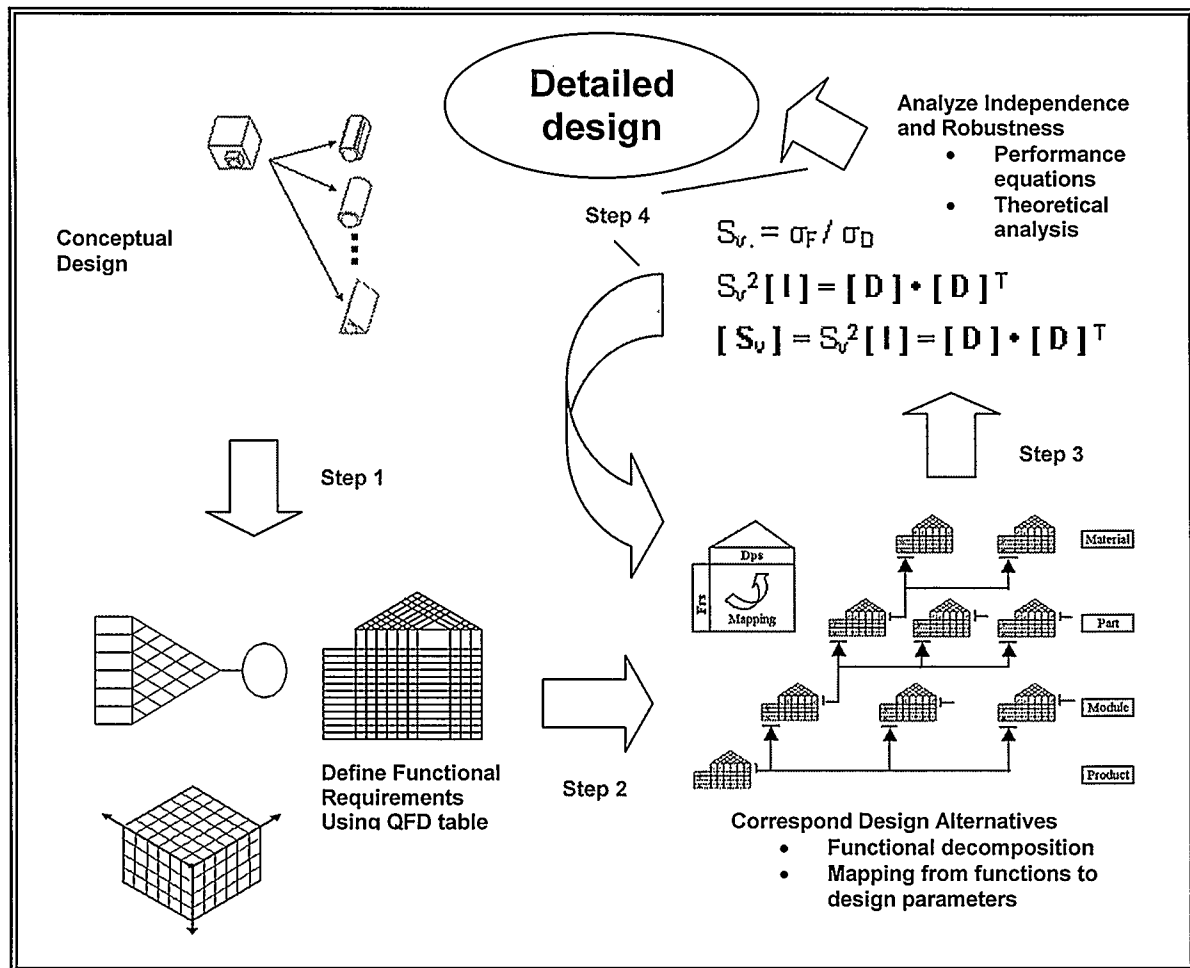 Detailed
design
Analyze Independence
and Robustness
• Performance
equations
• Theoretical
analysis
Step 4
Conceptual
Design
Sᵥ. = σF / σD
Sᵥ² [ I ] = [ D ] • [ D ]ᵀ
[ Sᵥ ] = Sᵥ² [ I ] = [ D ] • [ D ]ᵀ
Step 1
Step 3
Dps
Frs
Mapping
Material
Part
Module
Product
Define Functional
Requirements
Using QFD table
Step 2
Correspond Design Alternatives
• Functional decomposition
• Mapping from functions to
design parameters